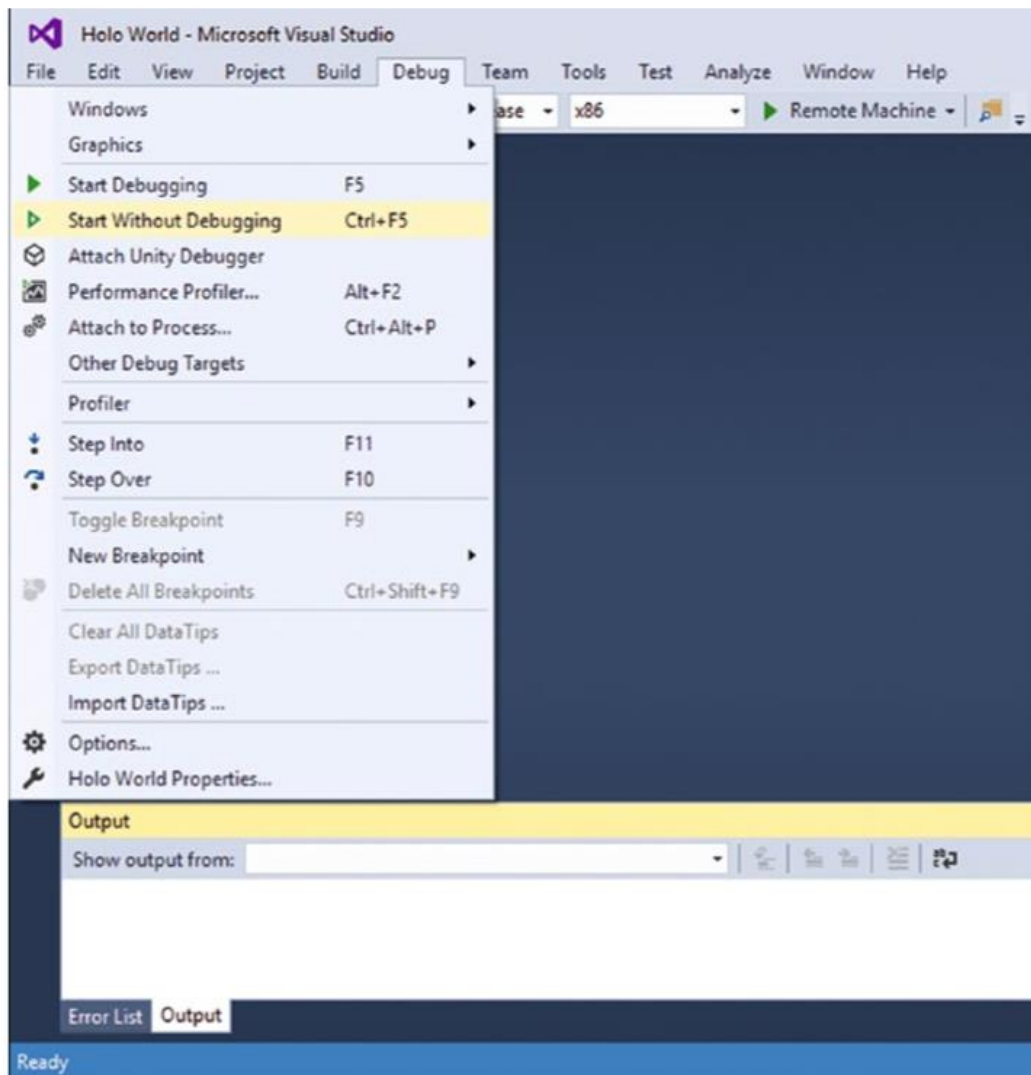 Holo World - Microsoft Visual Studio
File Edit View Project Build Debug Team Tools Test Analyze Window Help
Windows ase x86 Remote Machine
Graphics
Start Debugging F5
Start Without Debugging Ctrl+F5
Attach Unity Debugger
Performance Profiler... Alt+F2
Attach to Process... Ctrl+Alt+P
Other Debug Targets
Profiler
Step Into F11
Step Over F10
Toggle Breakpoint F9
New Breakpoint
Delete All Breakpoints Ctrl+Shift+F9
Clear All DataTips
Export DataTips ...
Import DataTips ...
Options...
Holo World Properties...
Output
Show output from:
Error List Output
Ready